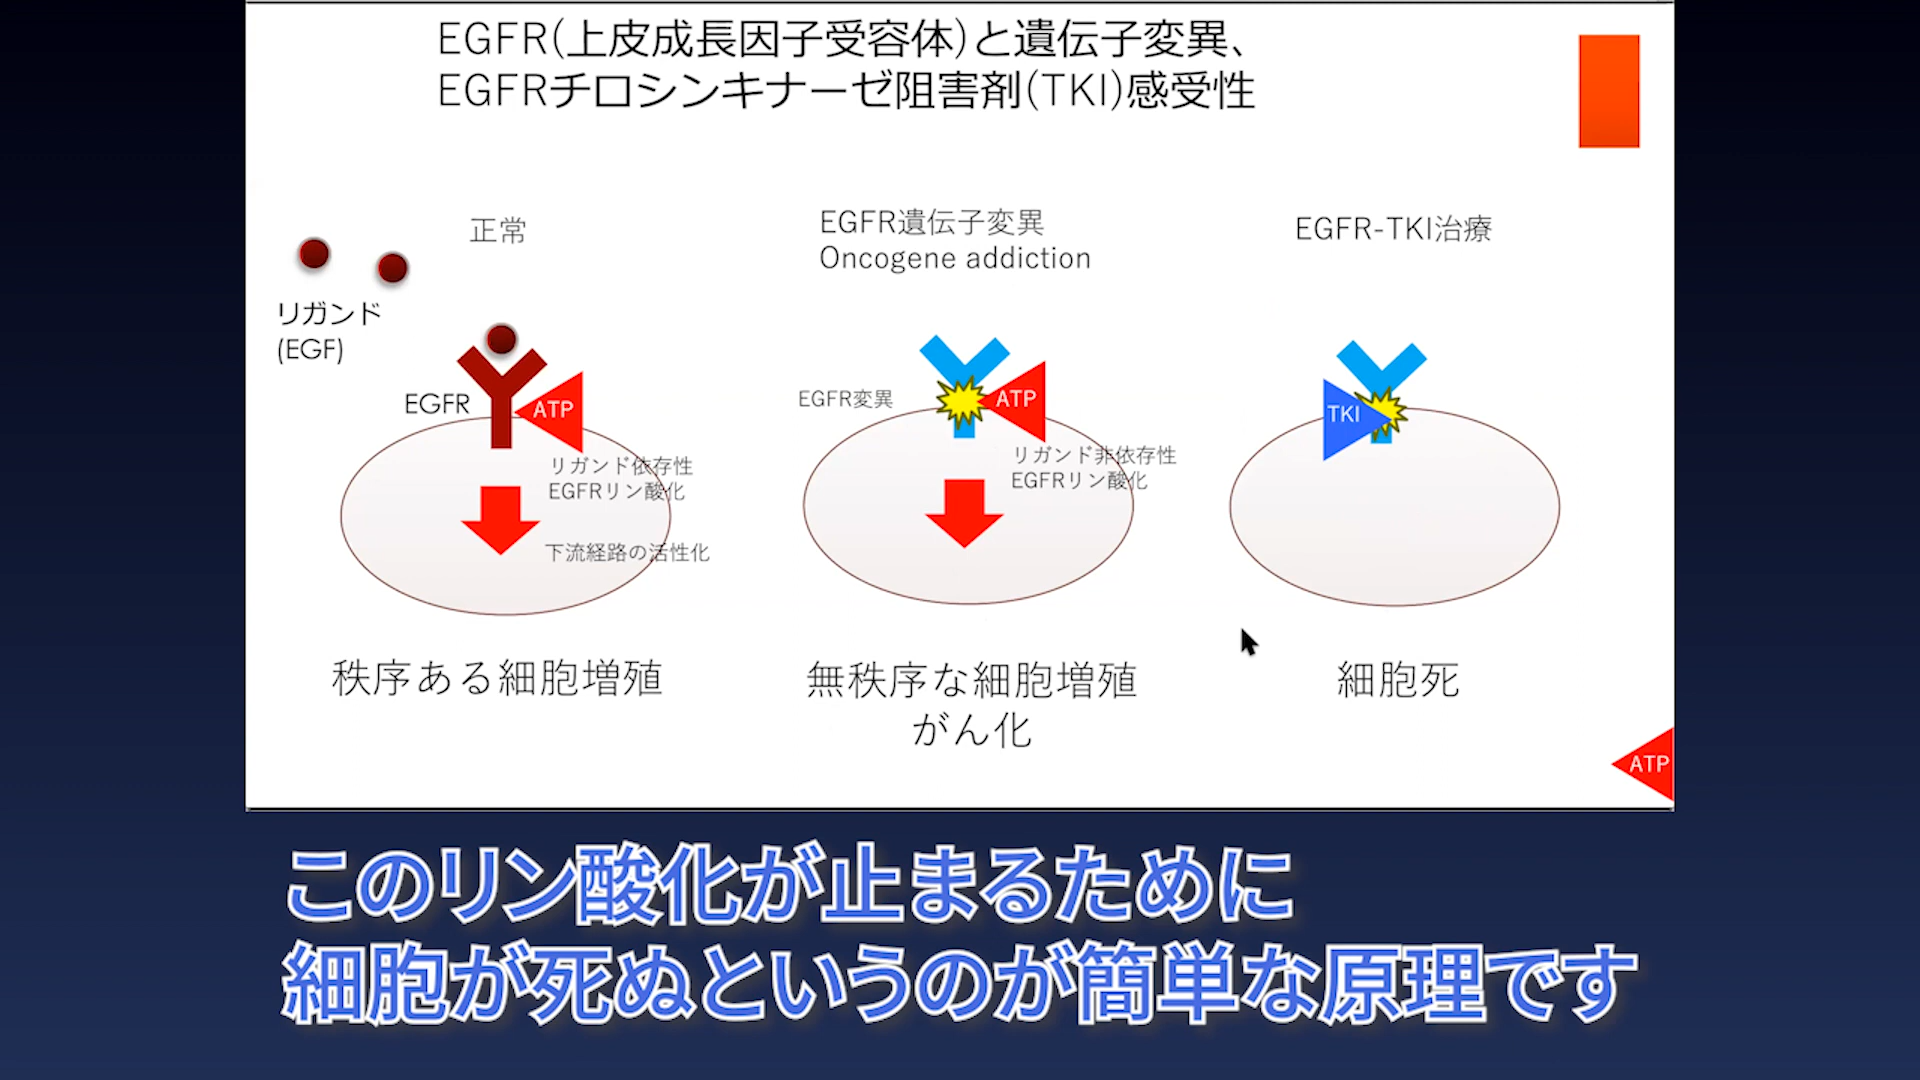 EGFR(上皮成長因子受容体)と遺伝子変異、
EGFRチロシンキナーゼ阻害剤(TKI)感受性
正常
リガンド
(EGF)
EGFR
ATP
リガンド依存性
EGFRリン酸化
下流経路の活性化
秩序ある細胞増殖
EGFR遺伝子変異
Oncogene addiction
EGFR変異
ATP
リガンド非依存性
EGFRリン酸化
無秩序な細胞増殖
がん化
EGFR-TKI治療
TKI
細胞死
ATP
このリン酸化が止まるために
細胞が死ぬというのが簡単な原理です